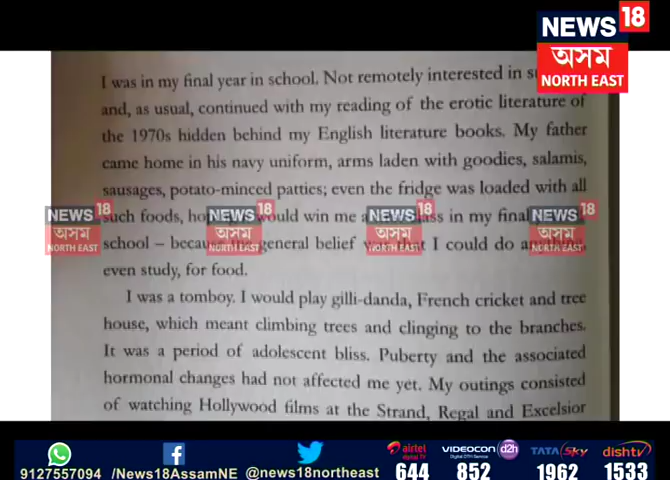 NEWS 18
অসম
NORTH EAST
I was in my final year in school. Not remotely interested in
and, as usual, continued with my reading of the erotic literature of
the 1970s hidden behind my English literature books. My father
came home in his navy uniform, arms laden with goodies, salamis,
sausages, potato-minced patties; even the fridge was loaded with all
such foods, would win me in my final
school – because general belief that I could do anything,
even study, for food.
I was a tomboy. I would play gilli-danda, French cricket and tree
house, which meant climbing trees and clinging to the branches.
It was a period of adolescent bliss. Puberty and the associated
hormonal changes had not affected me yet. My outings consisted
of watching Hollywood films at the Strand, Regal and Excelsior
NEWS 18 NEWS 18 NEWS 18 NEWS 18
অসম অসম অসম অসম
NORTH EAST NORTH EAST NORTH EAST NORTH EAST
9127557094 /News18AssamNE @news18northeast
airtel digital TV 644
VIDEOCON d2h Digital DTH Service 852
TATA Sky 1962
dishtv 1533